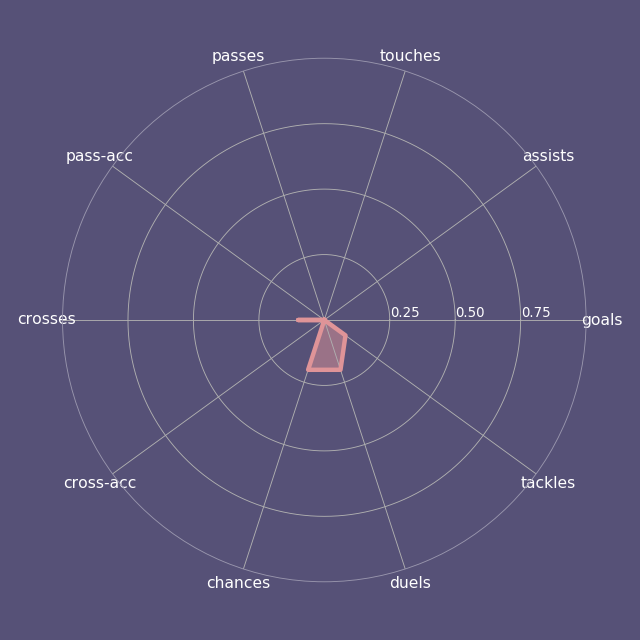 passes
touches
pass-acc
assists
crosses
0.25
0.50
0.75
goals
cross-acc
tackles
chances
duels